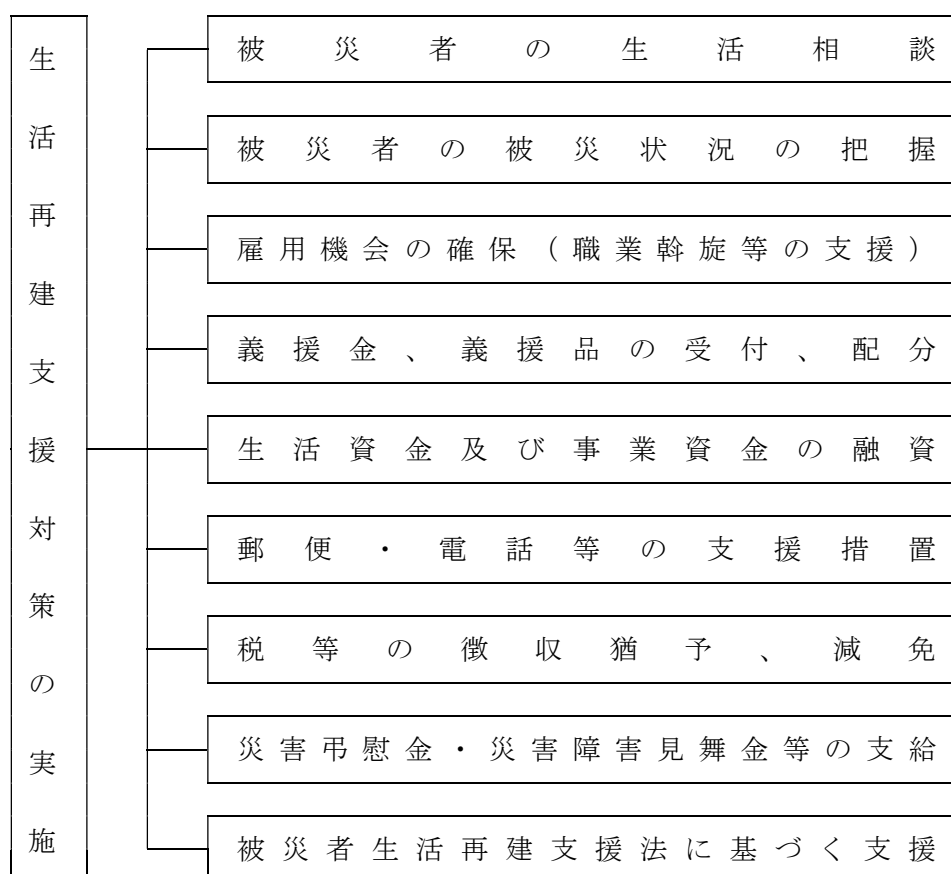 生活再建支援対策の実施
被災者の生活相談
被災者の被災状況の把握
雇用機会の確保（職業斡旋等の支援）
義援金、義援品の受付、配分
生活資金及び事業資金の融資
郵便・電話等の支援措置
税等の徴収猶予、減免
災害弔慰金・災害障害見舞金等の支給
被災者生活再建支援法に基づく支援